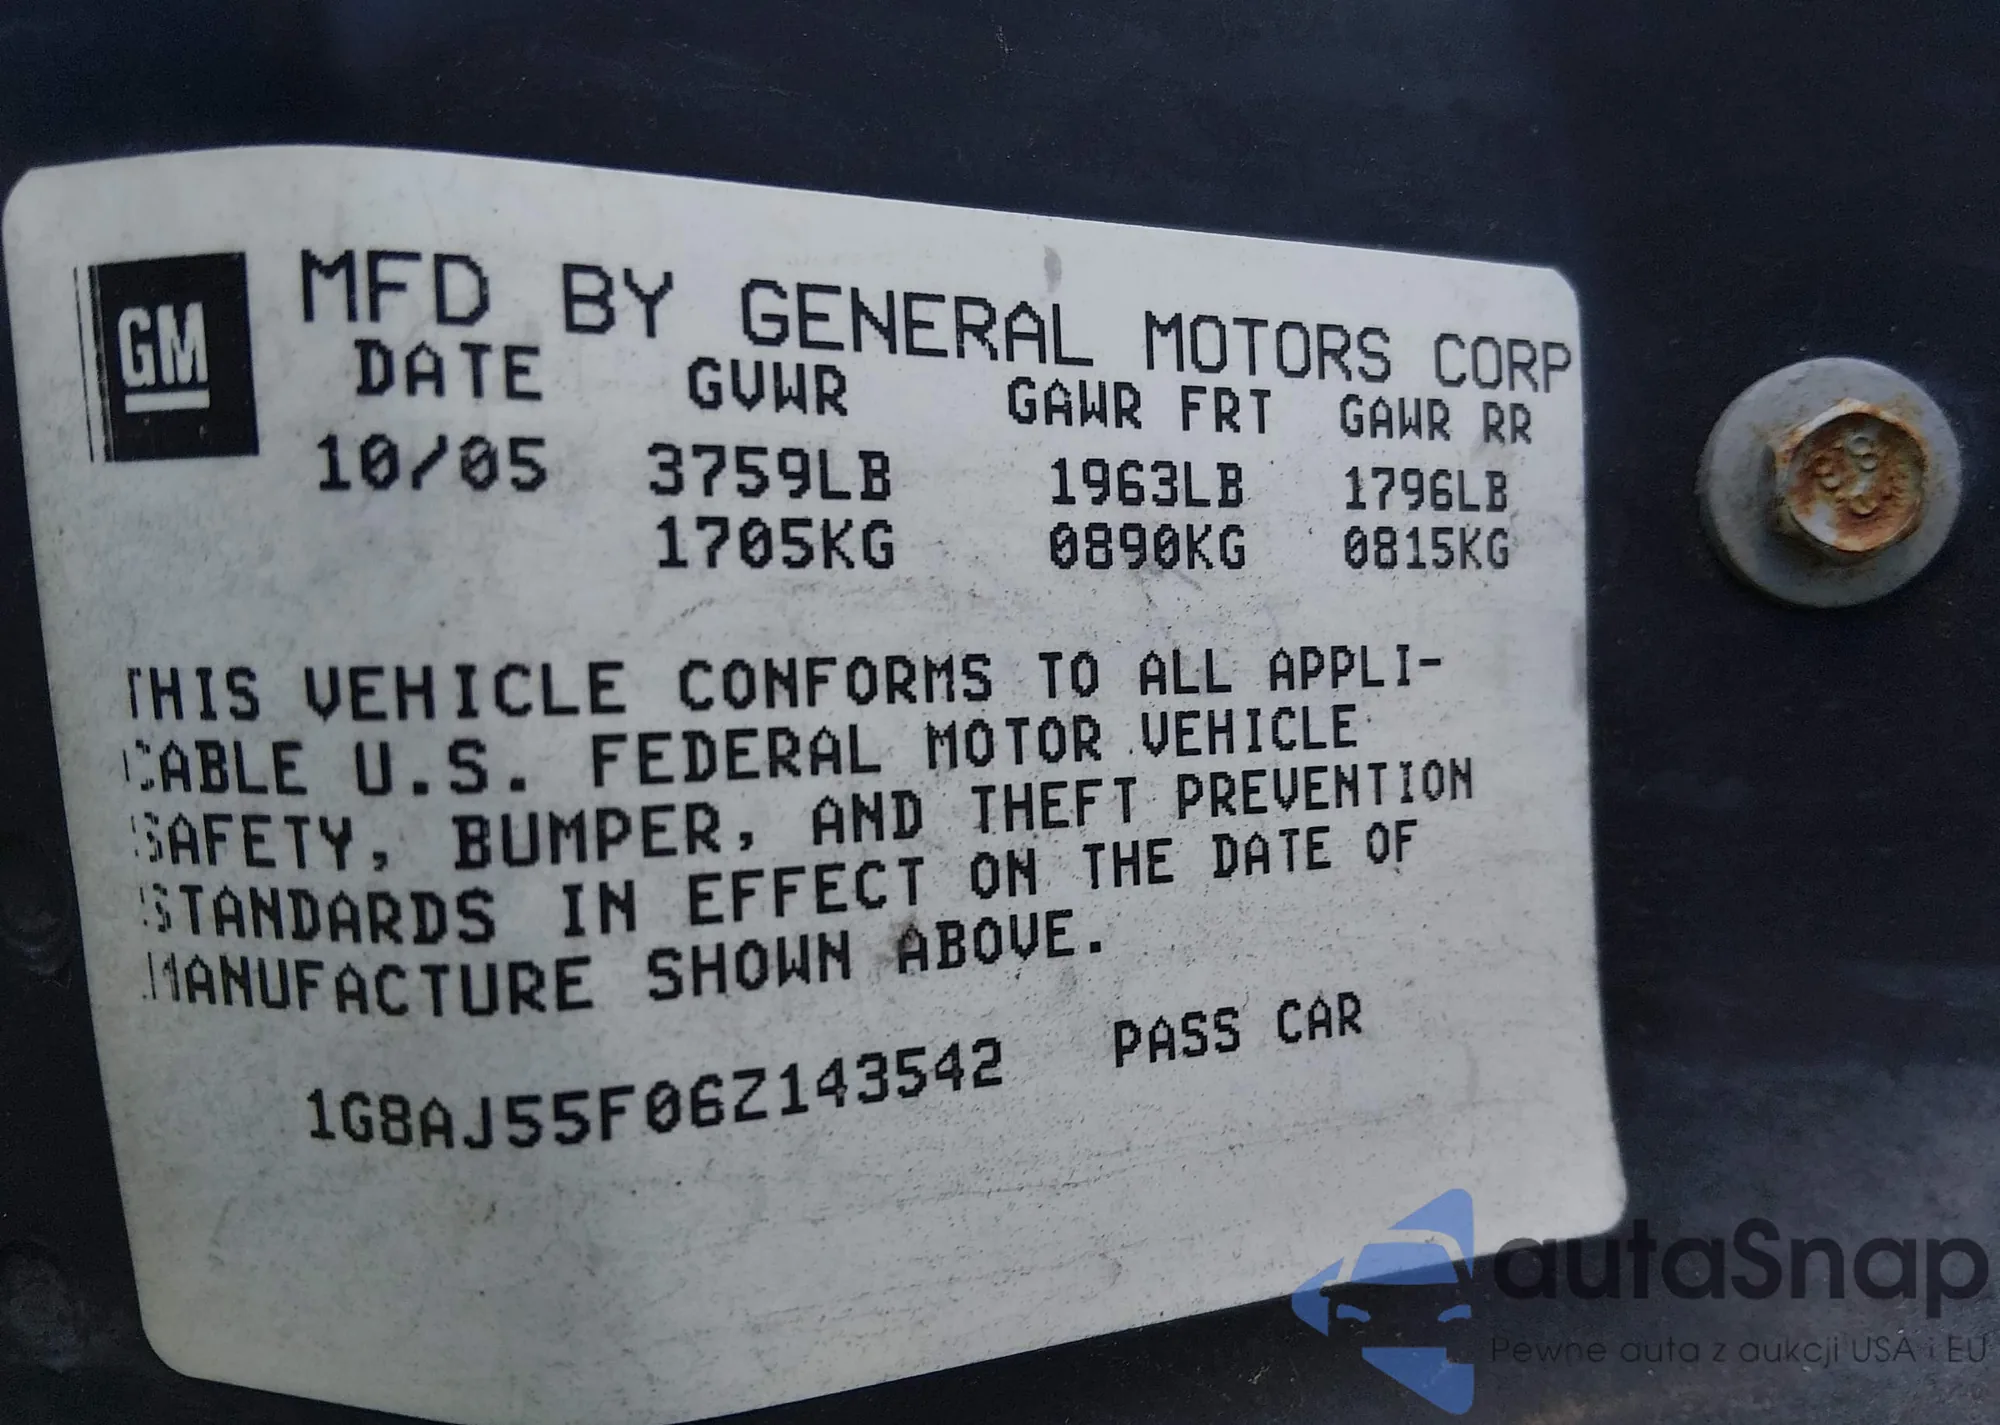 GM
MFD BY GENERAL MOTORS CORP
DATE GVWR GAWR FRT GAWR RR
10/05 3759LB 1963LB 1796LB
1705KG 0890KG 0815KG
THIS VEHICLE CONFORMS TO ALL APPLI-
CABLE U.S. FEDERAL MOTOR VEHICLE
SAFETY, BUMPER, AND THEFT PREVENTION
STANDARDS IN EFFECT ON THE DATE OF
MANUFACTURE SHOWN ABOVE.
1G8AJ55F06Z143542 PASS CAR
autaSnap
Pewne auta z aukcji USA i EU